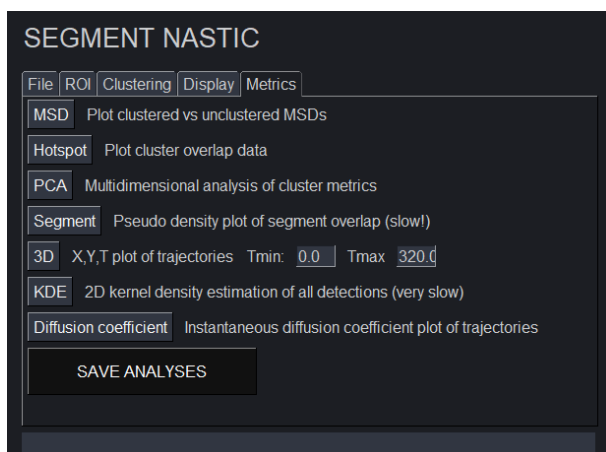 SEGMENT NASTIC
File ROI Clustering Display Metrics
MSD Plot clustered vs unclustered MSDs
Hotspot Plot cluster overlap data
PCA Multidimensional analysis of cluster metrics
Segment Pseudo density plot of segment overlap (slow!)
3D X,Y,T plot of trajectories Tmin: 0.0 Tmax 320.0
KDE 2D kernel density estimation of all detections (very slow)
Diffusion coefficient Instantaneous diffusion coefficient plot of trajectories
SAVE ANALYSES